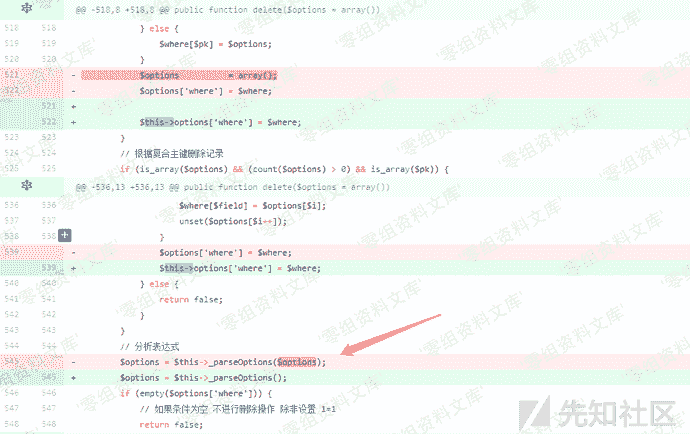 @@ -518,8 +518,8 @@ public function delete($options = array())
518 518 } else {
519 519 $where[$pk] = $options;
520 520 }
521 - $options = array();
522 - $options['where'] = $where;
521 +
522 + $this->options['where'] = $where;
523 523 }
524 524 // 根据复合主键删除记录
525 525 if (is_array($options) && (count($options) > 0) && is_array($pk)) {
@@ -536,13 +536,13 @@ public function delete($options = array())
536 536 $where[$field] = $options[$i];
537 537 unset($options[$i++]);
538 538 }
539 - $options['where'] = $where;
539 + $this->options['where'] = $where;
540 540 } else {
541 541 return false;
542 542 }
543 543 }
544 544 // 分析表达式
545 - $options = $this->_parseOptions($options);
545 + $options = $this->_parseOptions();
546 546 if (empty($options['where'])) {
547 547 // 如果条件为空 不进行删除操作 除非设置 1=1
548 548 return false;
先知社区
'零组资料文库'